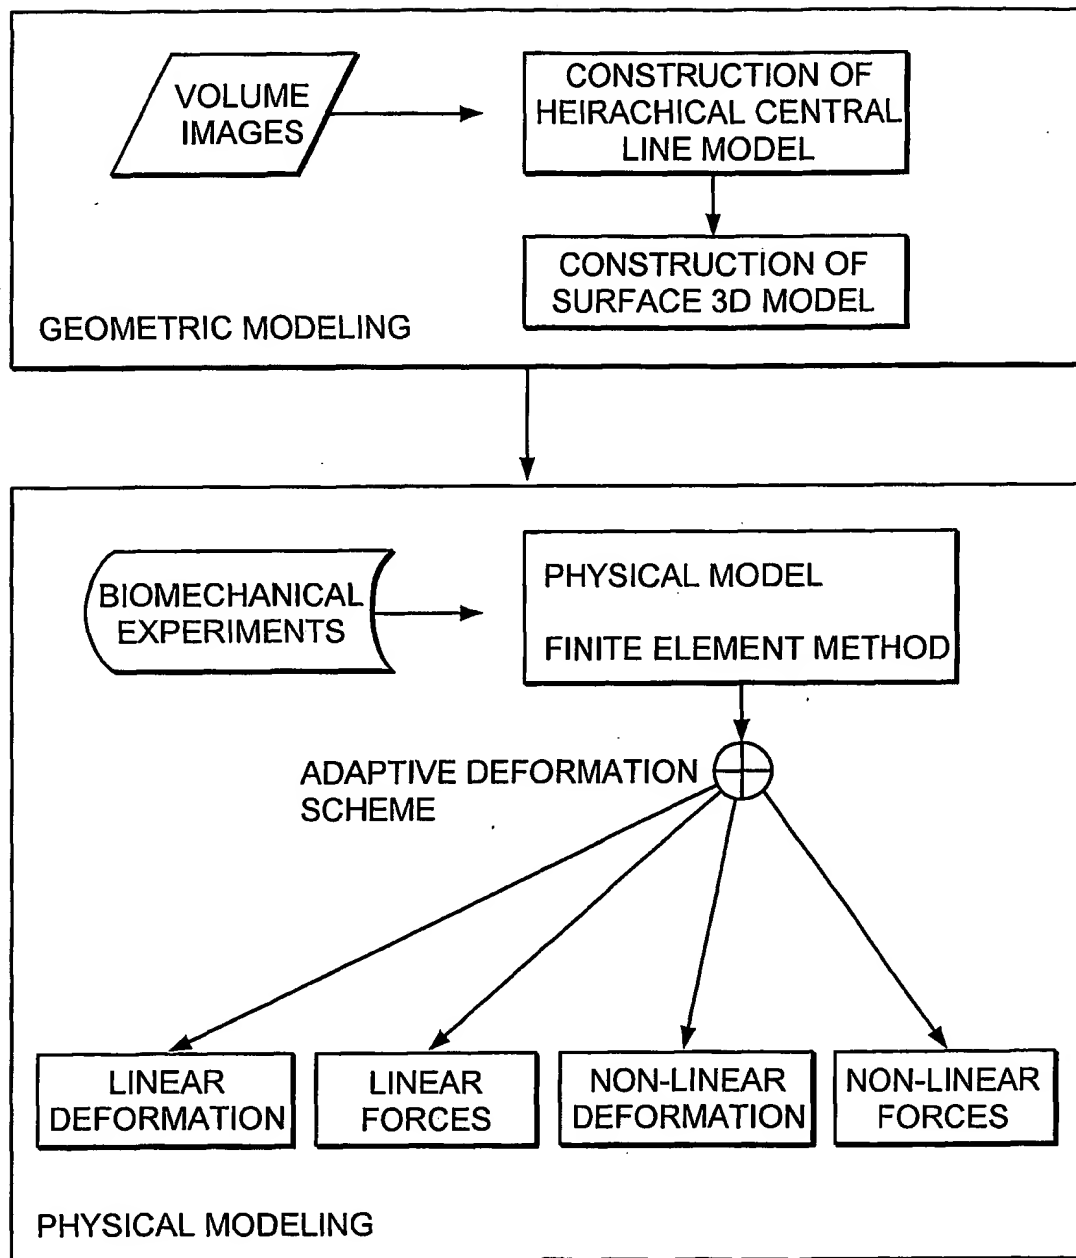 VOLUME
IMAGES
CONSTRUCTION OF
HEIRACHICAL CENTRAL
LINE MODEL
CONSTRUCTION OF
SURFACE 3D MODEL
GEOMETRIC MODELING
BIOMECHANICAL
EXPERIMENTS
PHYSICAL MODEL
FINITE ELEMENT METHOD
ADAPTIVE DEFORMATION
SCHEME
LINEAR
DEFORMATION
LINEAR
FORCES
NON-LINEAR
DEFORMATION
NON-LINEAR
FORCES
PHYSICAL MODELING